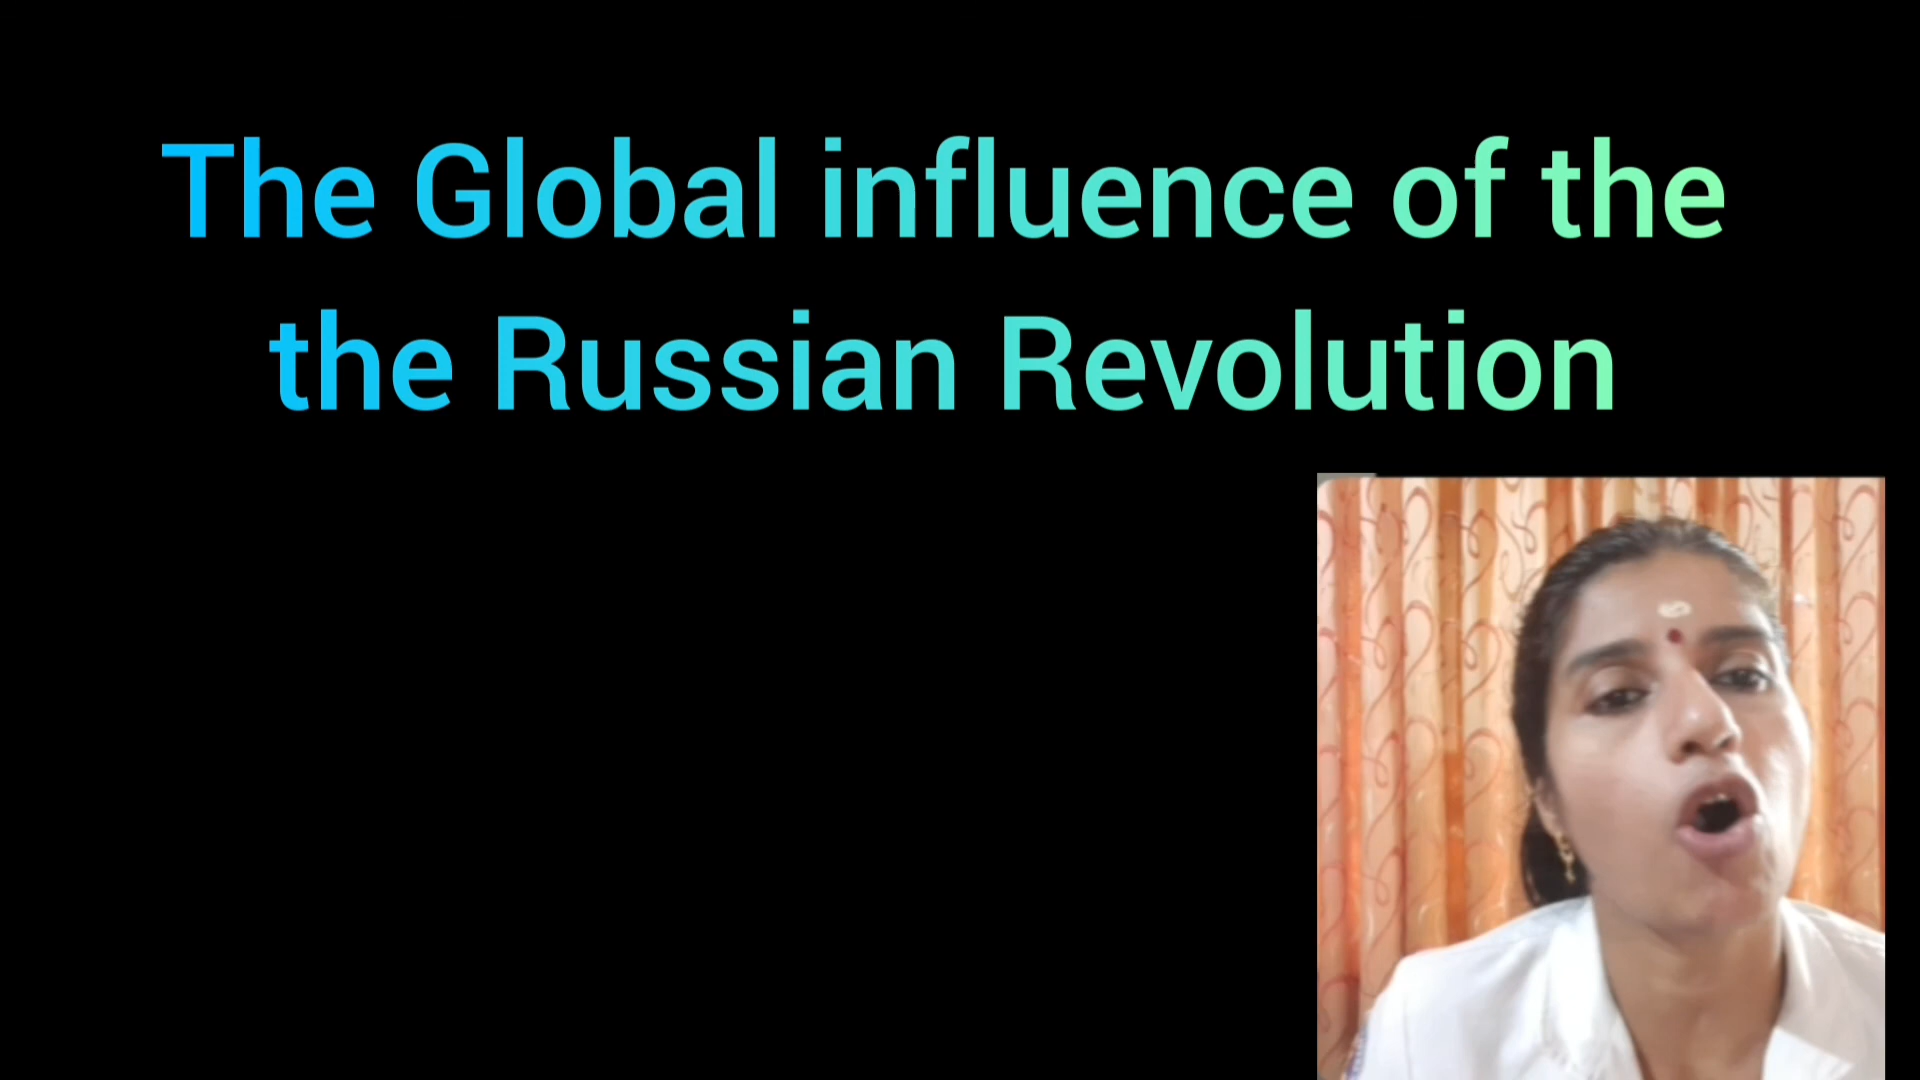 The Global influence of the
the Russian Revolution